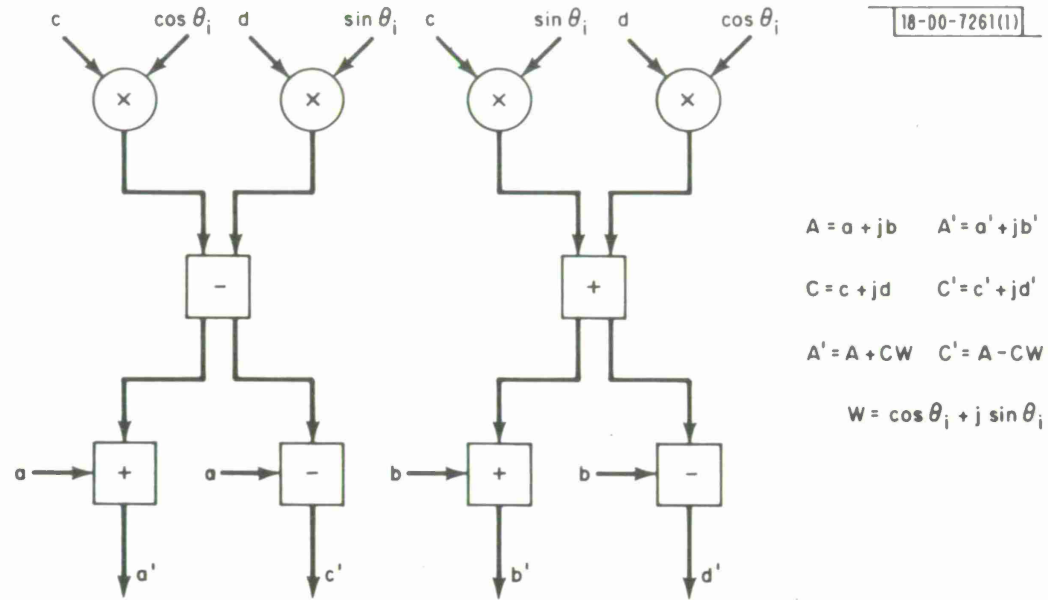 18-DO-7261(1)
c cos θi d sin θi c sin θi d cos θi
× × × ×
- +
A = a + jb A' = a' + jb'
C = c + jd C' = c' + jd'
A' = A + CW C' = A - CW
W = cos θi + j sin θi
a + a - b + b -
a' c' b' d'